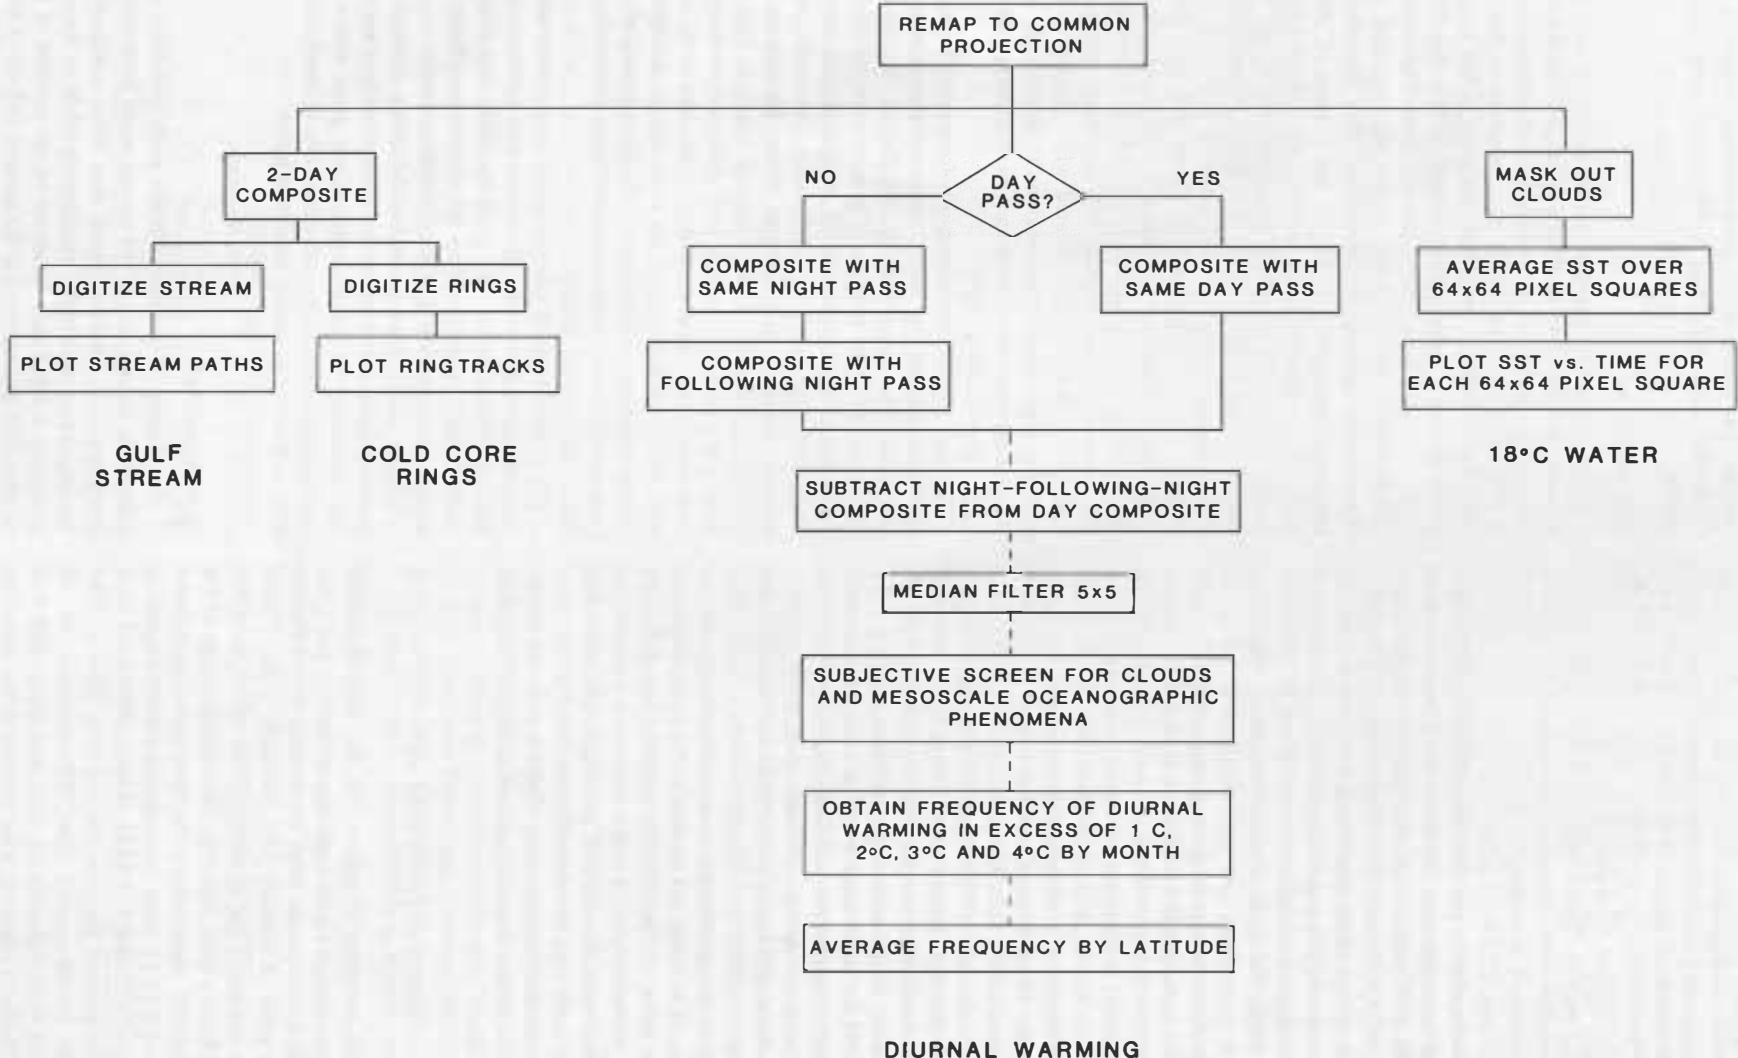 REMAP TO COMMON
PROJECTION
2-DAY
COMPOSITE
DIGITIZE STREAM
PLOT STREAM PATHS
GULF
STREAM
DIGITIZE RINGS
PLOT RING TRACKS
COLD CORE
RINGS
DAY
PASS?
NO
YES
COMPOSITE WITH
SAME NIGHT PASS
COMPOSITE WITH
FOLLOWING NIGHT PASS
COMPOSITE WITH
SAME DAY PASS
SUBTRACT NIGHT-FOLLOWING-NIGHT
COMPOSITE FROM DAY COMPOSITE
MEDIAN FILTER 5x5
SUBJECTIVE SCREEN FOR CLOUDS
AND MESOSCALE OCEANOGRAPHIC
PHENOMENA
OBTAIN FREQUENCY OF DIURNAL
WARMING IN EXCESS OF 1 C,
2°C, 3°C AND 4°C BY MONTH
AVERAGE FREQUENCY BY LATITUDE
DIURNAL WARMING
MASK OUT
CLOUDS
AVERAGE SST OVER
64x64 PIXEL SQUARES
PLOT SST vs. TIME FOR
EACH 64x64 PIXEL SQUARE
18°C WATER